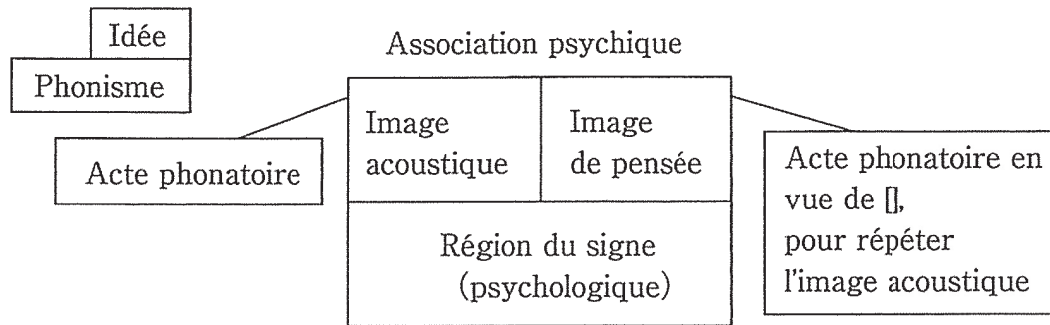 Idée
Phonisme
Association psychique
Acte phonatoire
Image
acoustique
Image
de pensée
Région du signe
(psychologique)
Acte phonatoire en
vue de [],
pour répéter
l'image acoustique